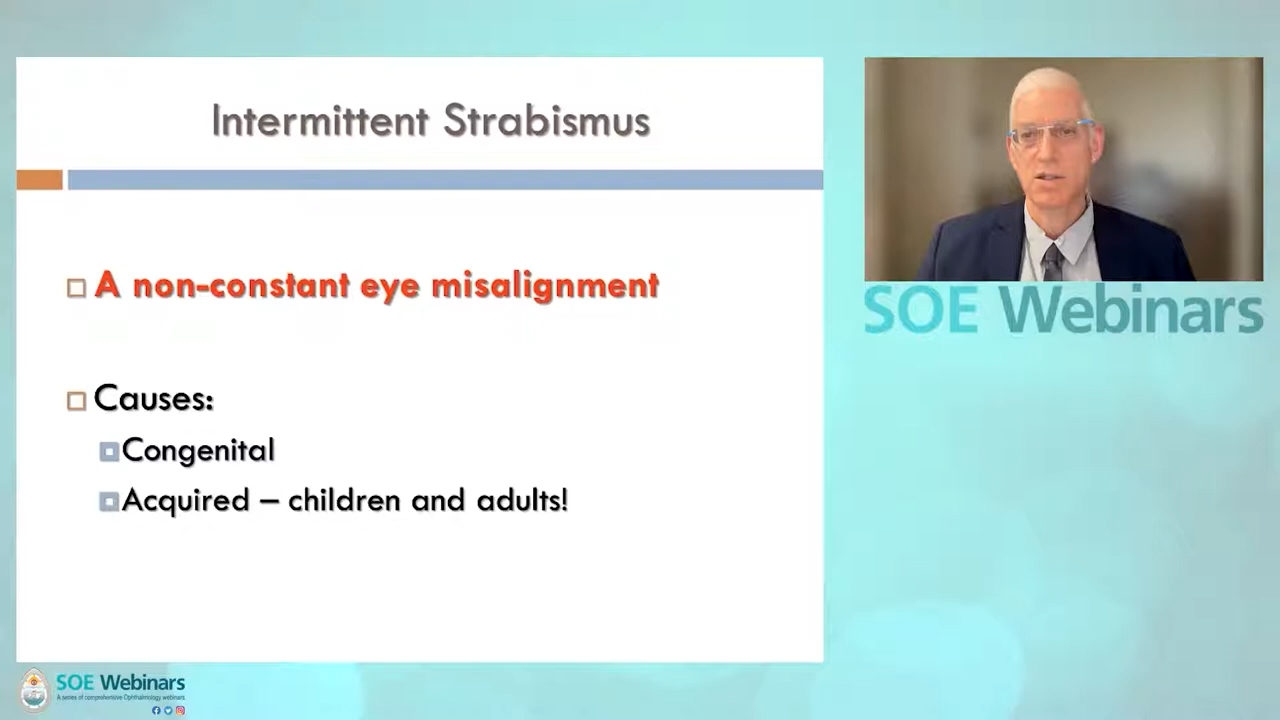 Intermittent Strabismus
A non-constant eye misalignment
Causes:
Congenital
Acquired – children and adults!
SOE Webinars
SOE Webinars
A series of comprehensive Ophthalmology webinars